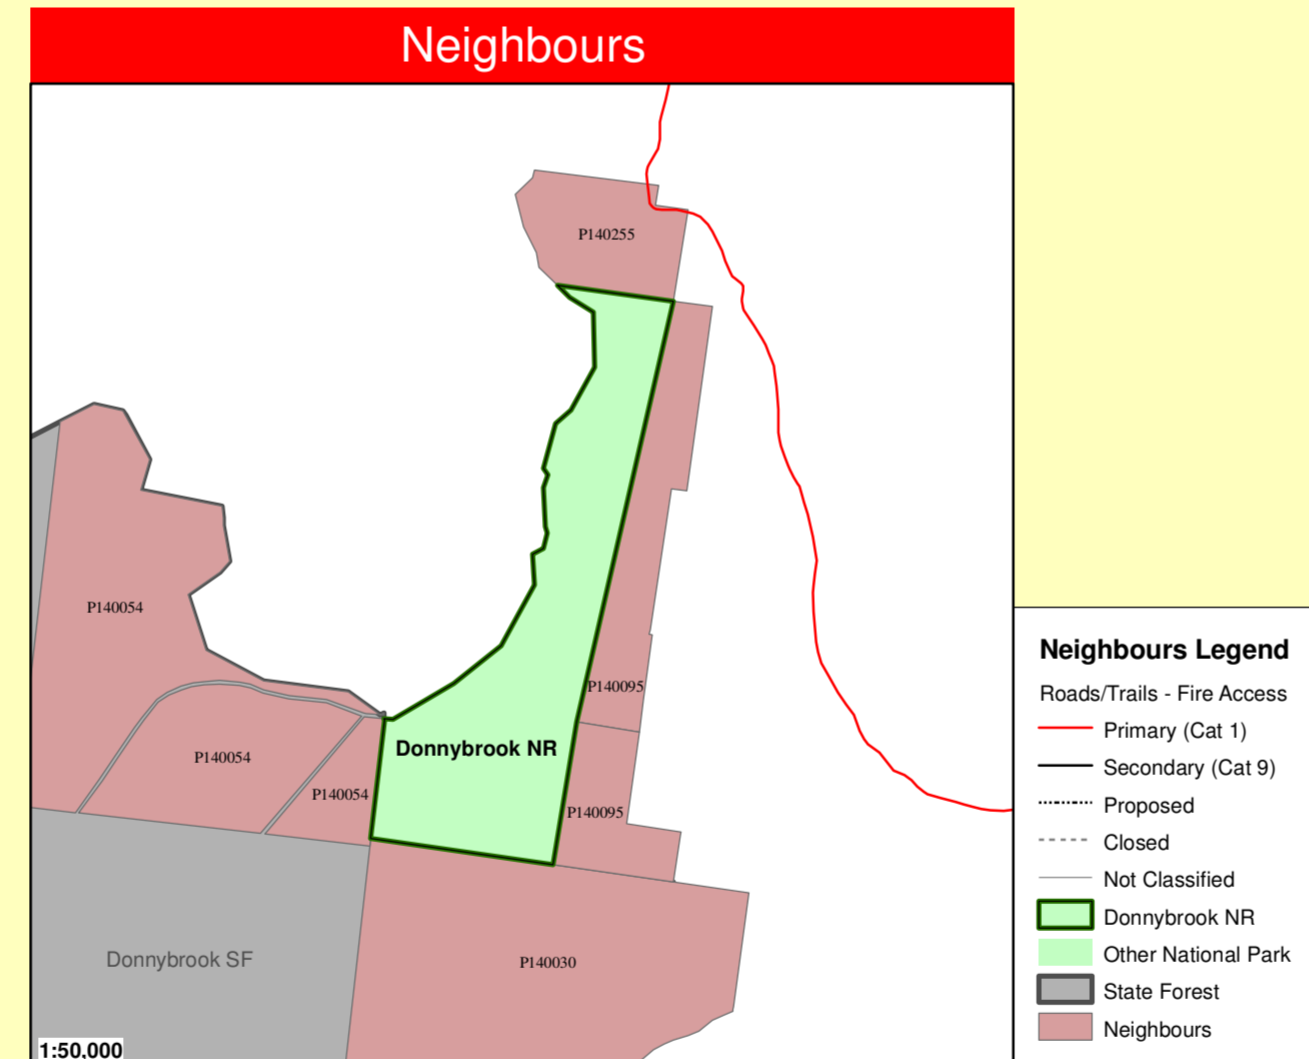 Neighbours
P140255
P140054
P140095
P140054
Donnybrook NR
P140054
P140095
Donnybrook SF
P140030
1:50,000
Neighbours Legend
Roads/Trails - Fire Access
Primary (Cat 1)
Secondary (Cat 9)
Proposed
Closed
Not Classified
Donnybrook NR
Other National Park
State Forest
Neighbours